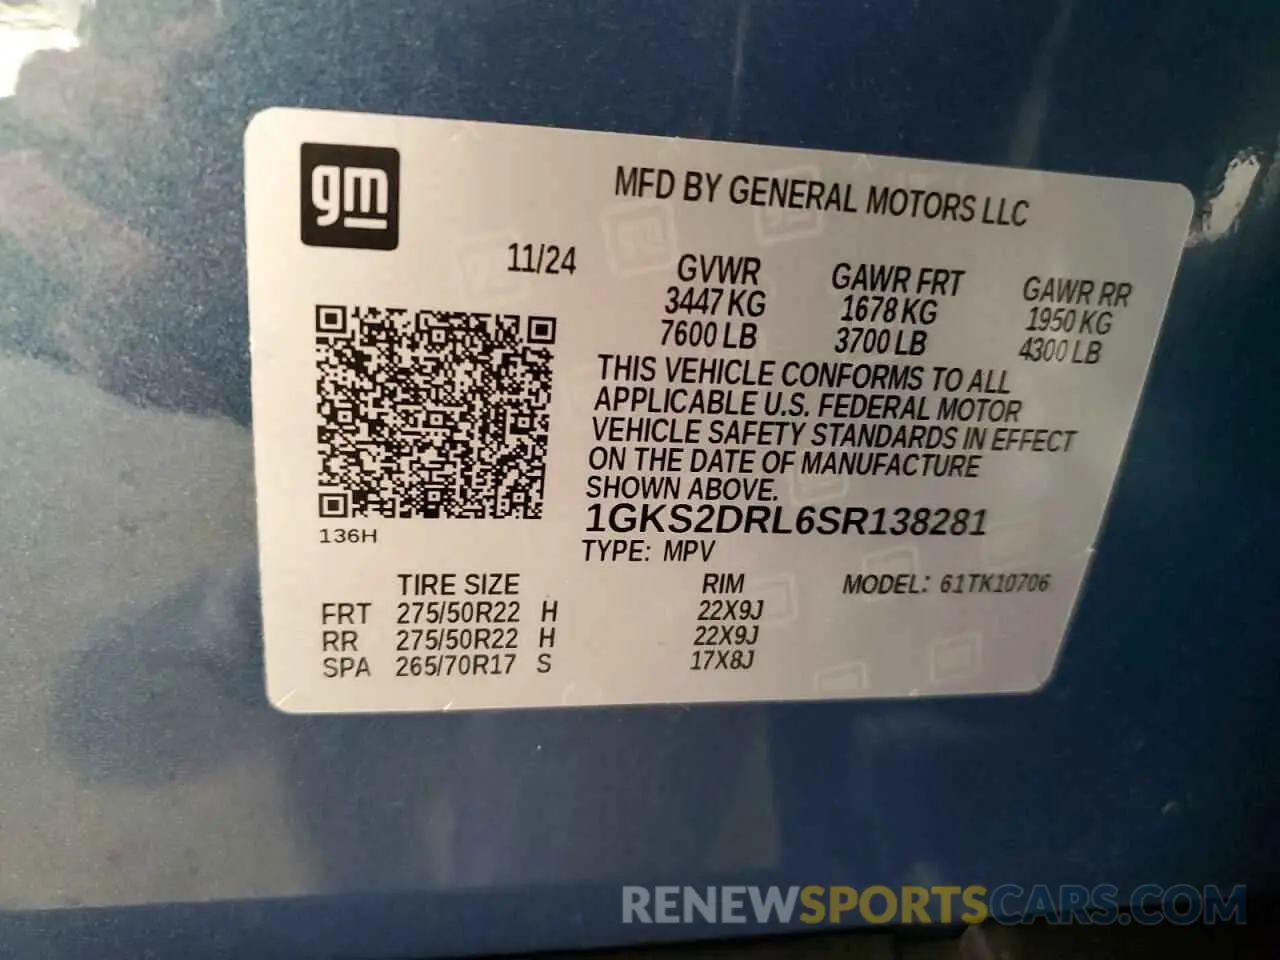 gm
MFD BY GENERAL MOTORS LLC
11/24
GVWR GAWR FRT GAWR RR
3447 KG 1678 KG 1950 KG
7600 LB 3700 LB 4300 LB
THIS VEHICLE CONFORMS TO ALL
APPLICABLE U.S. FEDERAL MOTOR
VEHICLE SAFETY STANDARDS IN EFFECT
ON THE DATE OF MANUFACTURE
SHOWN ABOVE.
1GKS2DRL6SR138281
136H
TYPE: MPV
TIRE SIZE RIM MODEL: 61TK10706
FRT 275/50R22 H 22X9J
RR 275/50R22 H 22X9J
SPA 265/70R17 S 17X8J
RENEWSPORTSCARS.COM